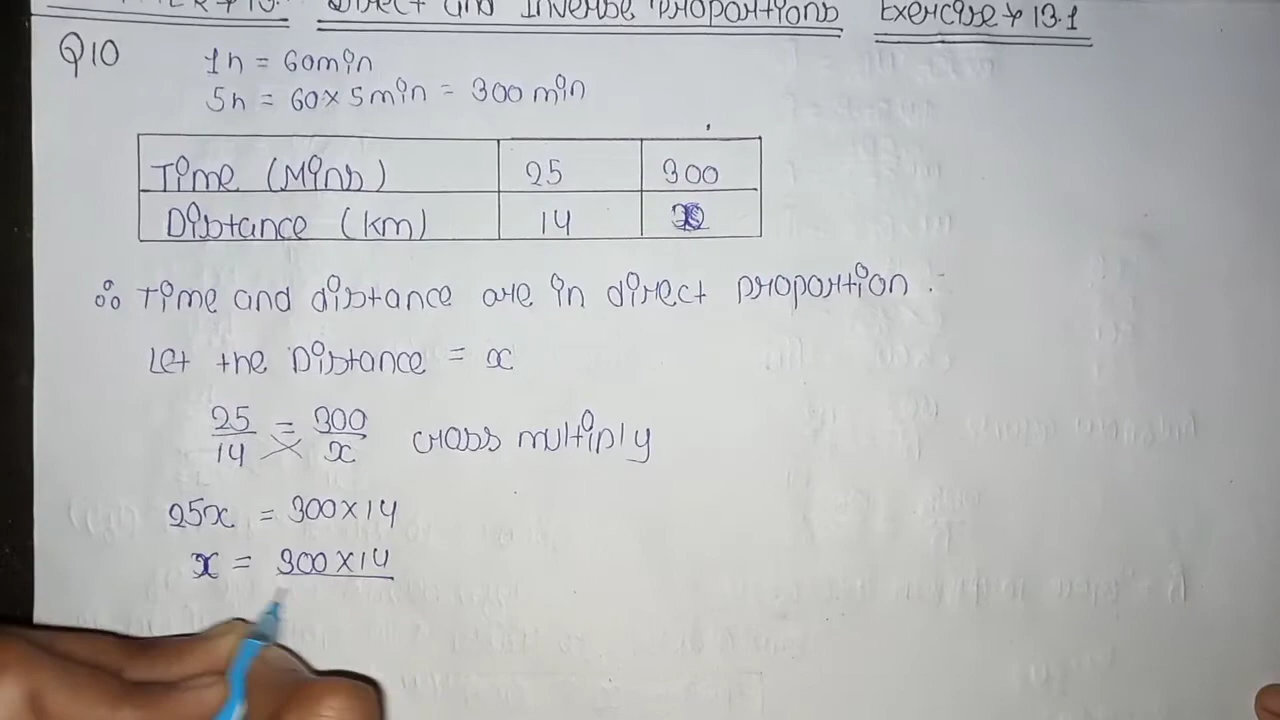 Direct and Inverse Proportions Exercise → 13.1
Q10
1h = 60min
5h = 60×5min = 300min
Time (Mins) 25 300
Distance (km) 14
∴ Time and distance are in direct proportion.
Let the Distance = x
25/14 = 300/x cross multiply
25x = 300×14
x = 300×14